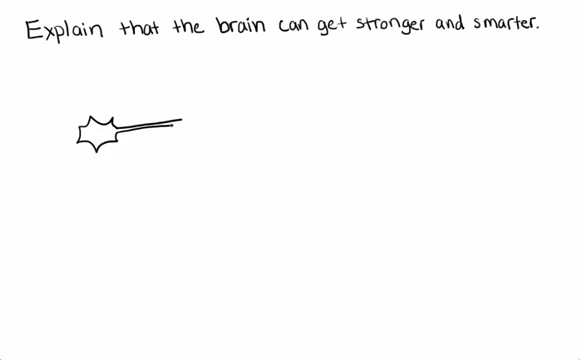 Explain that the brain can get stronger and smarter.